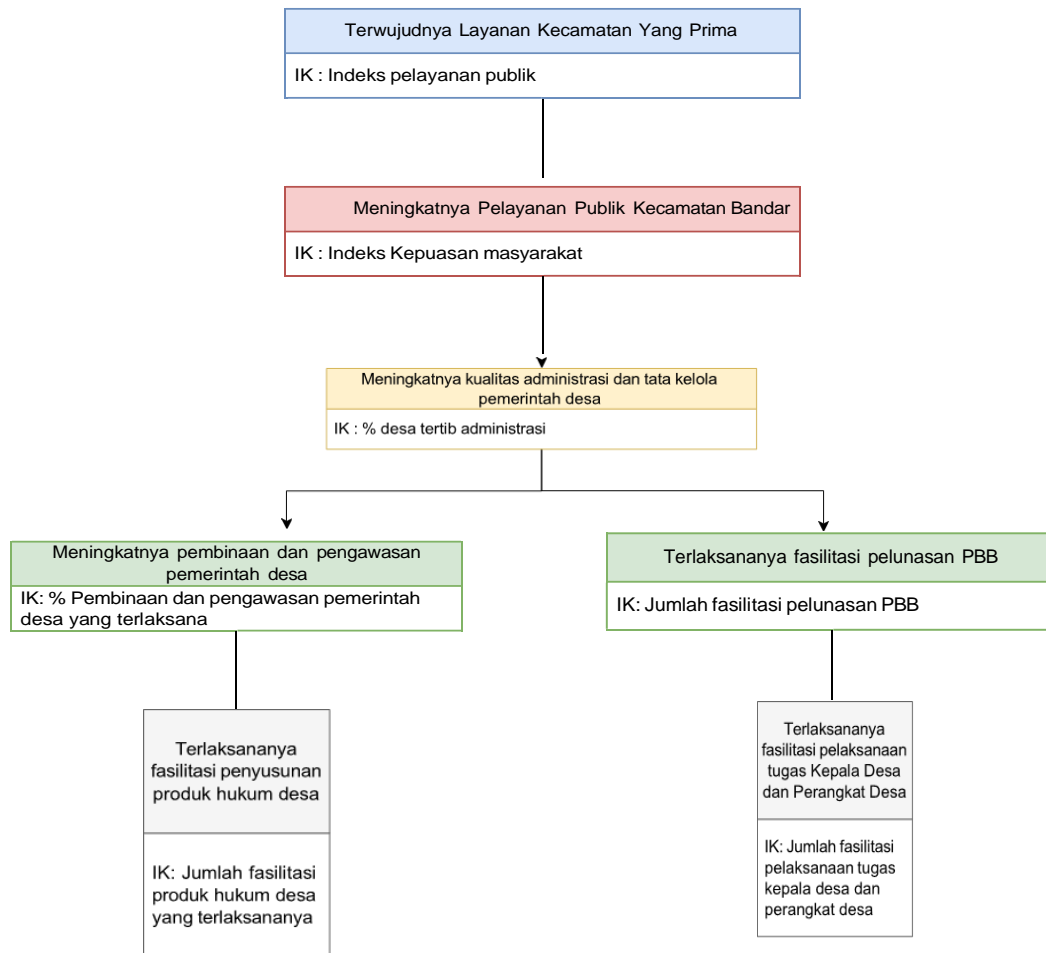 Terwujudnya Layanan Kecamatan Yang Prima
IK : Indeks pelayanan publik
Meningkatnya Pelayanan Publik Kecamatan Bandar
IK : Indeks Kepuasan masyarakat
Meningkatnya kualitas administrasi dan tata kelola
pemerintah desa
IK : % desa tertib administrasi
Meningkatnya pembinaan dan pengawasan
pemerintah desa
IK: % Pembinaan dan pengawasan pemerintah
desa yang terlaksana
Terlaksananya fasilitasi pelunasan PBB
IK: Jumlah fasilitasi pelunasan PBB
Terlaksananya
fasilitasi penyusunan
produk hukum desa
IK: Jumlah fasilitasi
produk hukum desa
yang terlaksananya
Terlaksananya
fasilitasi pelaksanaan
tugas Kepala Desa
dan Perangkat Desa
IK: Jumlah fasilitasi
pelaksanaan tugas
kepala desa dan
perangkat desa